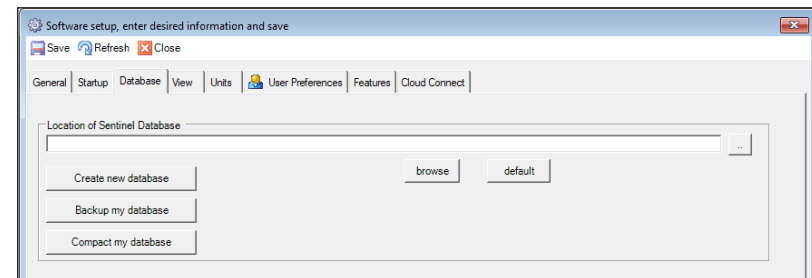 Software setup, enter desired information and save
Save Refresh Close
General Startup Database View Units User Preferences Features Cloud Connect
Location of Sentinel Database
..
browse default
Create new database
Backup my database
Compact my database